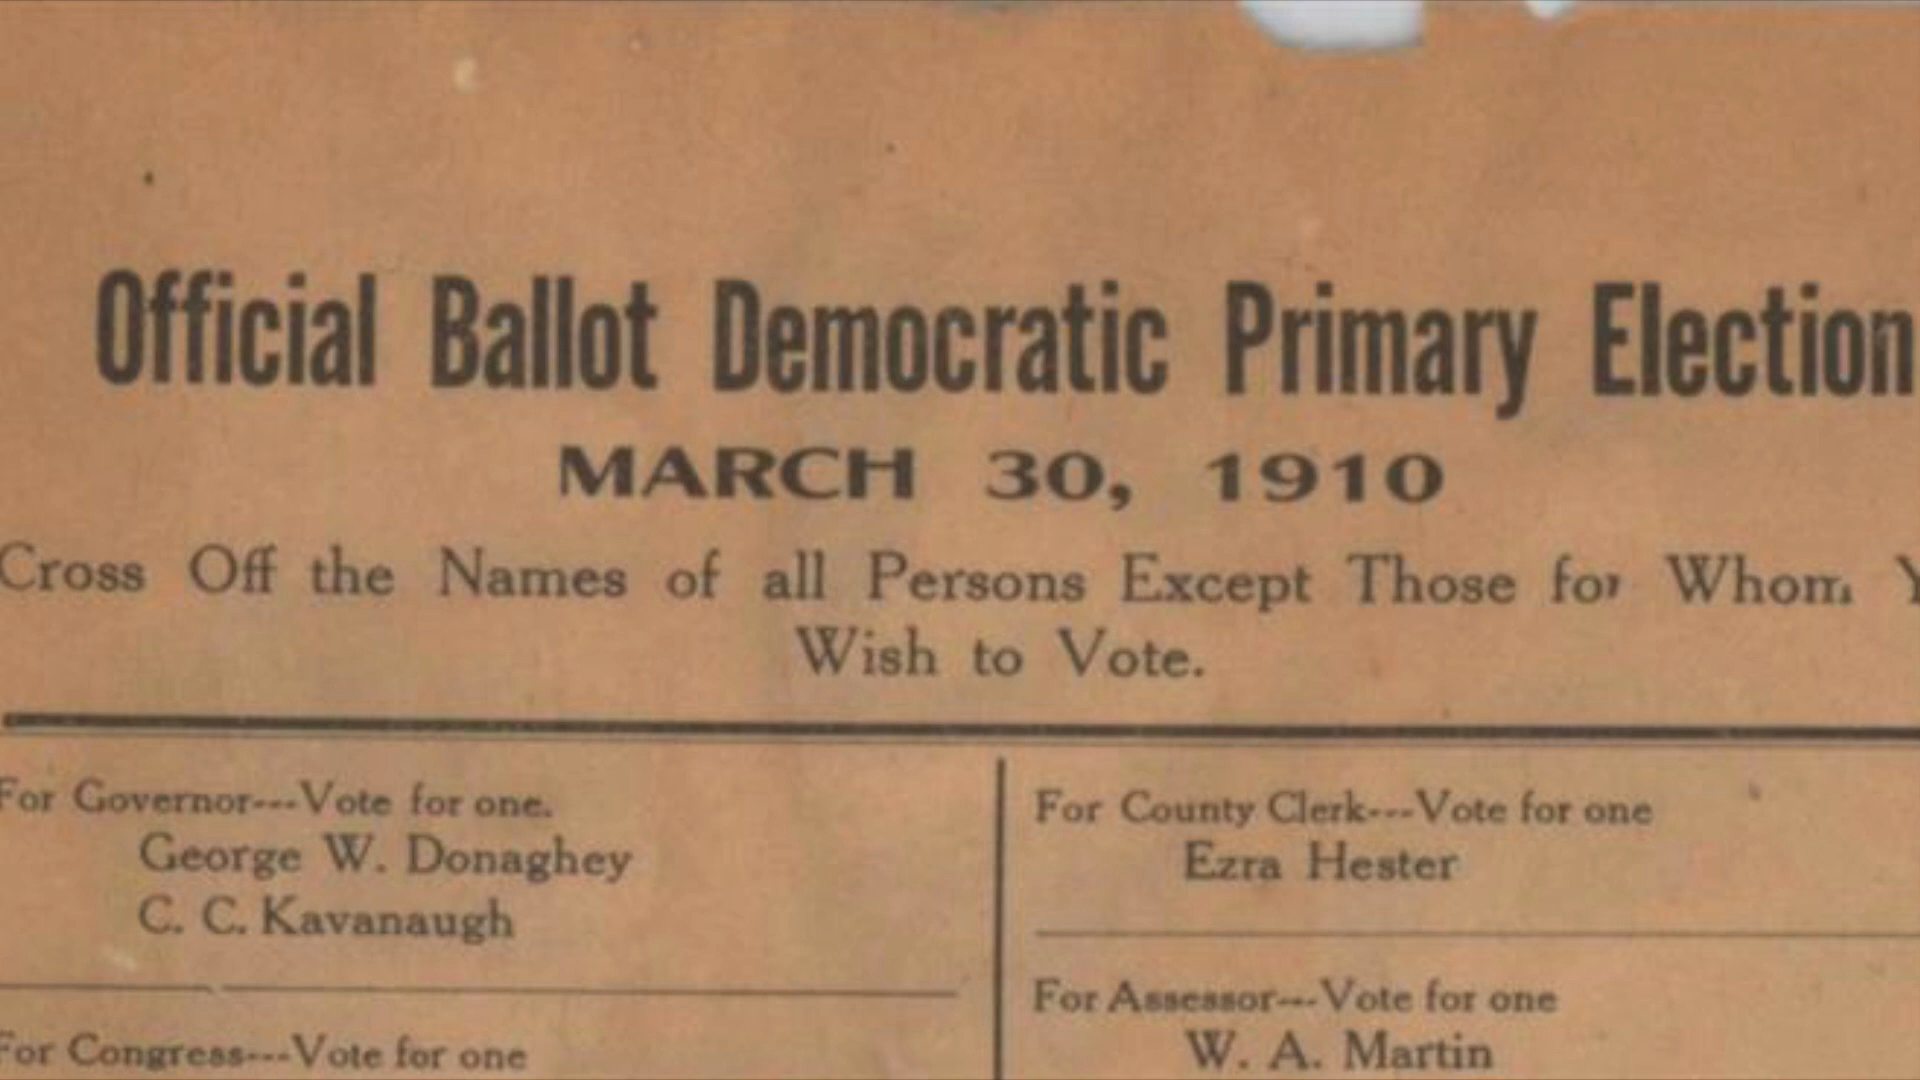 Official Ballot Democratic Primary Election
MARCH 30, 1910
Cross Off the Names of all Persons Except Those for Whom Y
Wish to Vote.
For Governor---Vote for one.
George W. Donaghey
C. C. Kavanaugh
For Congress---Vote for one
For County Clerk---Vote for one
Ezra Hester
For Assessor---Vote for one
W. A. Martin